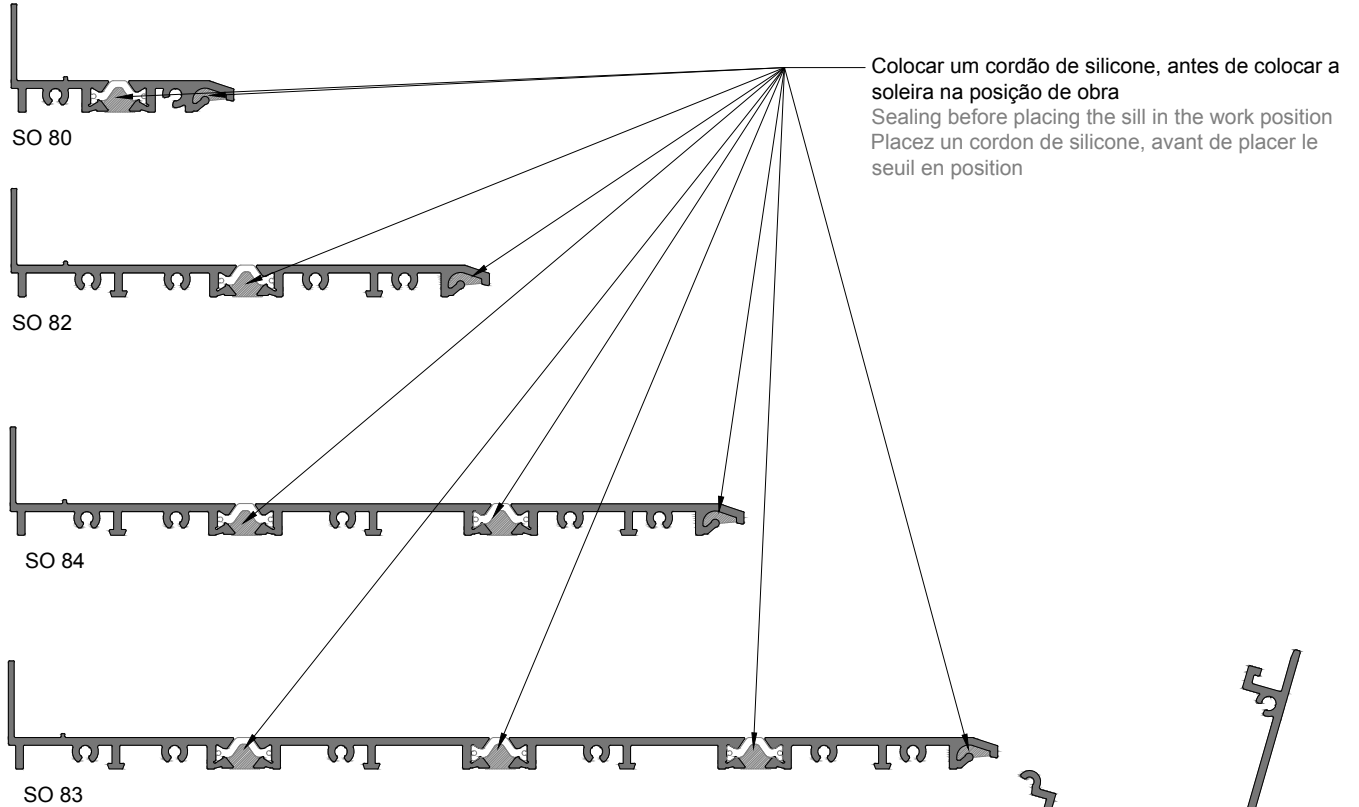 Colocar um cordão de silicone, antes de colocar a
soleira na posição de obra
Sealing before placing the sill in the work position
Placez un cordon de silicone, avant de placer le
seuil en position
SO 80
SO 82
SO 84
SO 83